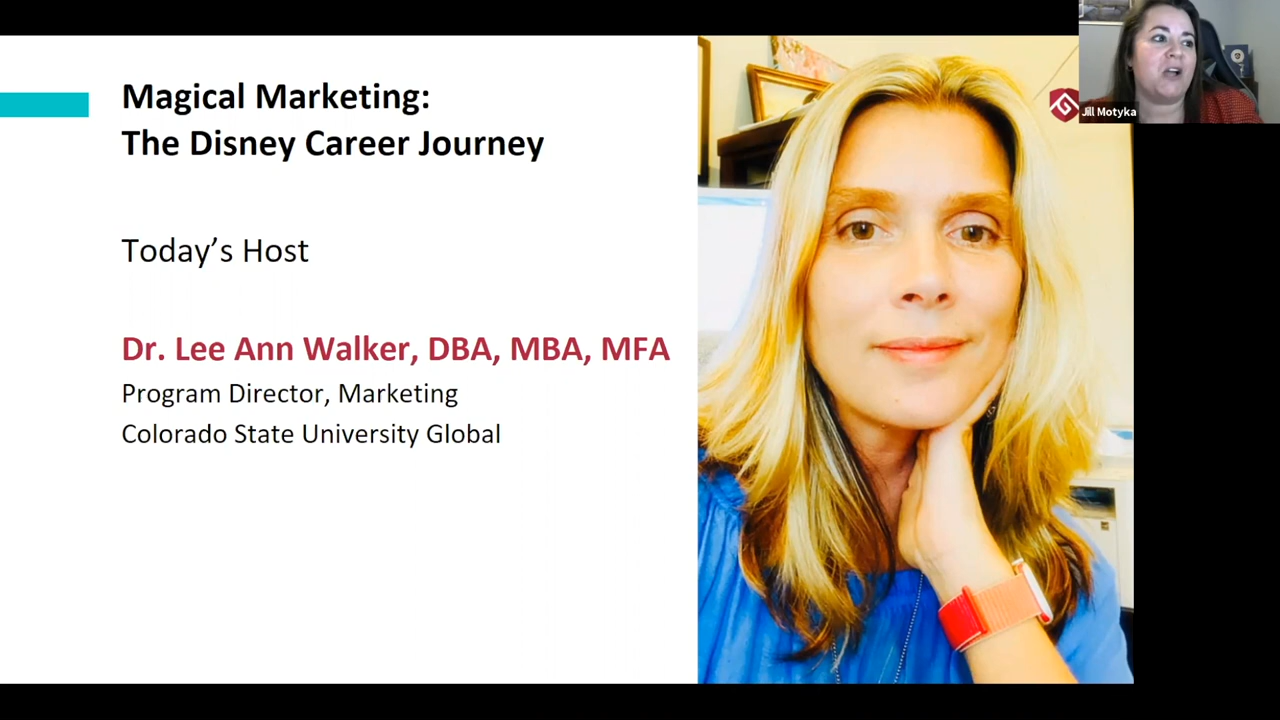 Magical Marketing:
The Disney Career Journey
Today’s Host
Dr. Lee Ann Walker, DBA, MBA, MFA
Program Director, Marketing
Colorado State University Global
Jill Motyka